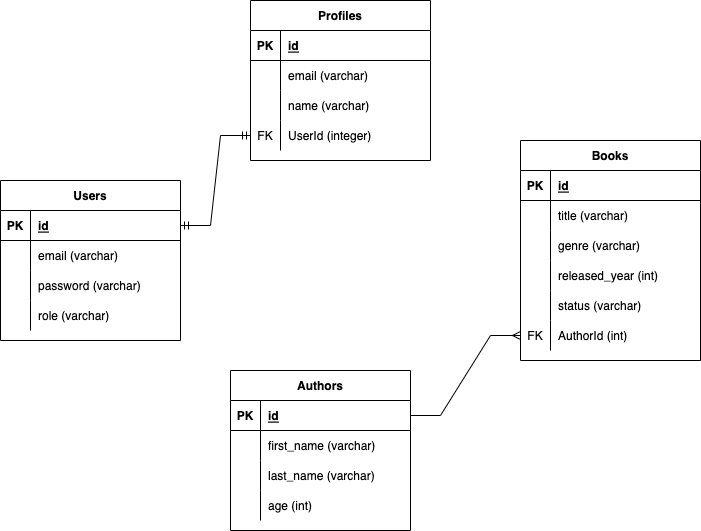 Profiles
PK id
email (varchar)
name (varchar)
FK UserId (integer)
Users
PK id
email (varchar)
password (varchar)
role (varchar)
Books
PK id
title (varchar)
genre (varchar)
released_year (int)
status (varchar)
FK AuthorId (int)
Authors
PK id
first_name (varchar)
last_name (varchar)
age (int)